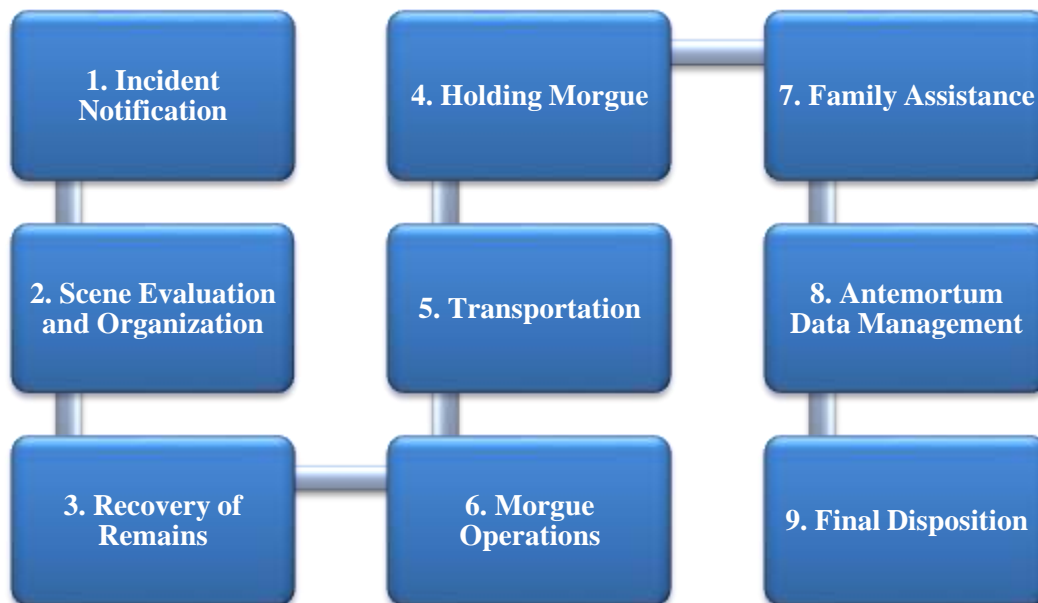 1. Incident
Notification
2. Scene Evaluation
and Organization
3. Recovery of
Remains
4. Holding Morgue
5. Transportation
6. Morgue
Operations
7. Family Assistance
8. Antemortum
Data Management
9. Final Disposition